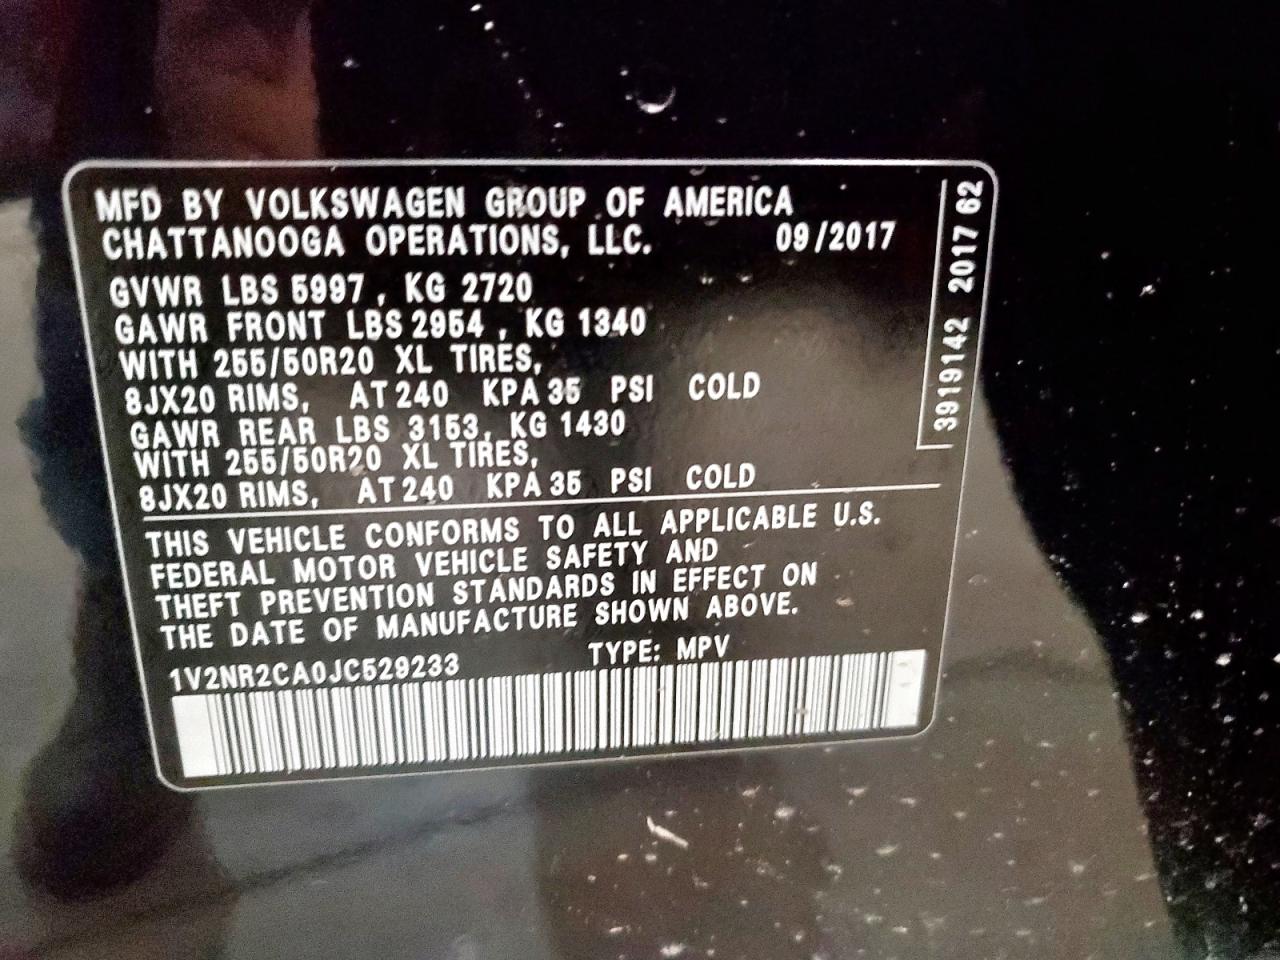 MFD BY VOLKSWAGEN GROUP OF AMERICA
CHATTANOOGA OPERATIONS, LLC. 09/2017
GVWR LBS 5997, KG 2720
GAWR FRONT LBS 2954, KG 1340
WITH 255/50R20 XL TIRES,
8JX20 RIMS, AT 240 KPA 35 PSI COLD
GAWR REAR LBS 3153, KG 1430
WITH 255/50R20 XL TIRES,
8JX20 RIMS, AT 240 KPA 35 PSI COLD
THIS VEHICLE CONFORMS TO ALL APPLICABLE U.S.
FEDERAL MOTOR VEHICLE SAFETY AND
THEFT PREVENTION STANDARDS IN EFFECT ON
THE DATE OF MANUFACTURE SHOWN ABOVE.
1V2NR2CA0JC529233 TYPE: MPV
3919142 2017 62